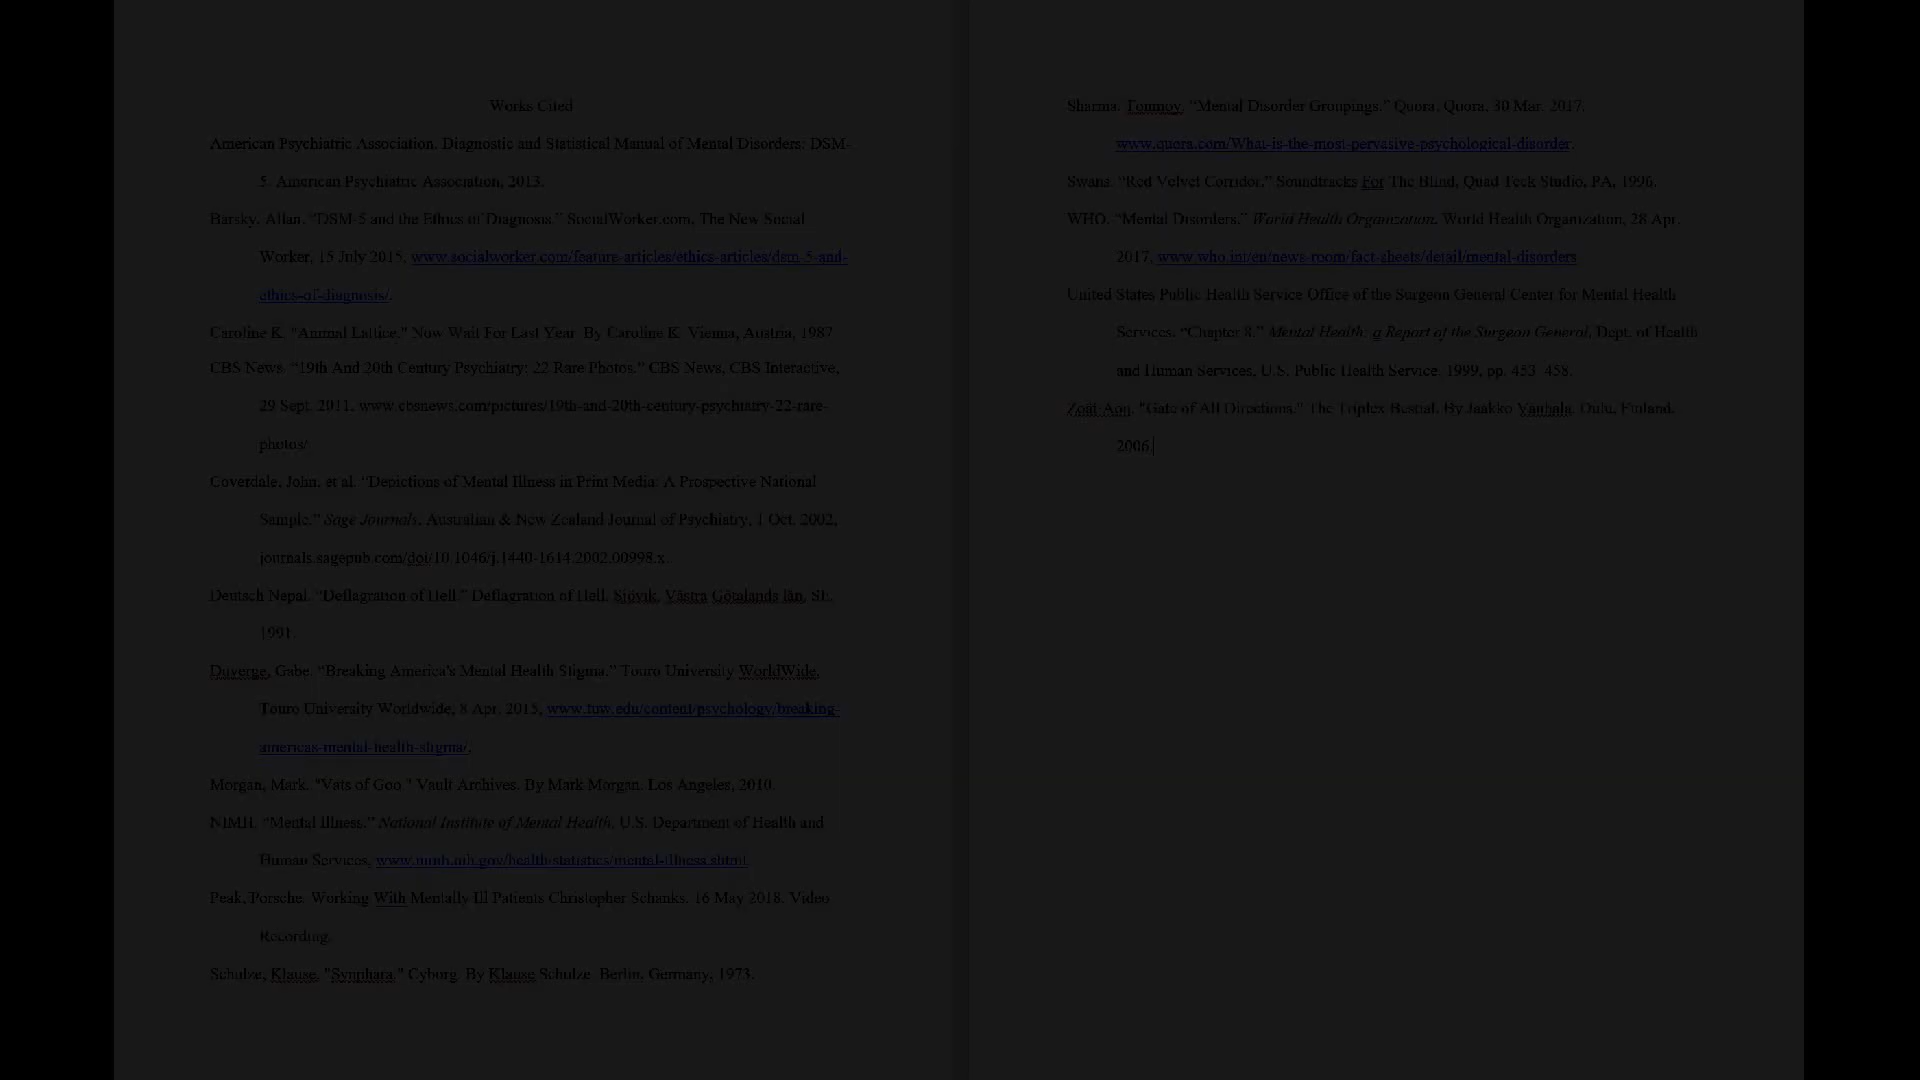 Works Cited
American Psychiatric Association. Diagnostic and Statistical Manual of Mental Disorders: DSM-
5. American Psychiatric Association, 2013.
Barsky, Allan. “DSM-5 and the Ethics of Diagnosis.” SocialWorker.com, The New Social
Worker, 15 July 2015, www.socialworker.com/feature-articles/ethics-articles/dsm-5-and-
ethics-of-diagnosis/.
Caroline K. "Animal Lattice." Now Wait For Last Year. By Caroline K. Vienna, Austria, 1987
CBS News. “19th And 20th Century Psychiatry: 22 Rare Photos.” CBS News, CBS Interactive,
29 Sept. 2011, www.cbsnews.com/pictures/19th-and-20th-century-psychiatry-22-rare-
photos/
Coverdale, John, et al. “Depictions of Mental Illness in Print Media: A Prospective National
Sample.” Sage Journals, Australian & New Zealand Journal of Psychiatry, 1 Oct. 2002,
journals.sagepub.com/doi/10.1046/j.1440-1614.2002.00998.x.
Deutsch Nepal. “Deflagration of Hell.” Deflagration of Hell, Sjövik, Västra Götalands län, SE,
1991.
Duverge, Gabe. “Breaking America's Mental Health Stigma.” Touro University WorldWide,
Touro University Worldwide, 8 Apr. 2015, www.tuw.edu/content/psychology/breaking-
americas-mental-health-stigma/.
Morgan, Mark. "Vats of Goo." Vault Archives. By Mark Morgan. Los Angeles, 2010.
NIMH. “Mental Illness.” National Institute of Mental Health, U.S. Department of Health and
Human Services, www.nimh.nih.gov/health/statistics/mental-illness.shtml.
Peak, Porsche. Working With Mentally Ill Patients Christopher Schanks. 16 May 2018. Video
Recording.
Schulze, Klause. "Synphara." Cyborg. By Klause Schulze. Berlin, Germany, 1973.
Sharma, Tonmoy. “Mental Disorder Groupings.” Quora, Quora, 30 Mar. 2017,
www.quora.com/What-is-the-most-pervasive-psychological-disorder.
Swans. “Red Velvet Corridor.” Soundtracks For The Blind, Quad Teck Studio, PA, 1996.
WHO. “Mental Disorders.” World Health Organization, World Health Organization, 28 Apr.
2017, www.who.int/en/news-room/fact-sheets/detail/mental-disorders
United States Public Health Service Office of the Surgeon General Center for Mental Health
Services. “Chapter 8.” Mental Health: a Report of the Surgeon General, Dept. of Health
and Human Services, U.S. Public Health Service, 1999, pp. 453–458.
Zoät-Aon. "Gate of All Directions." The Triplex Bestial. By Jaakko Vanhala. Oulu, Finland.
2006.